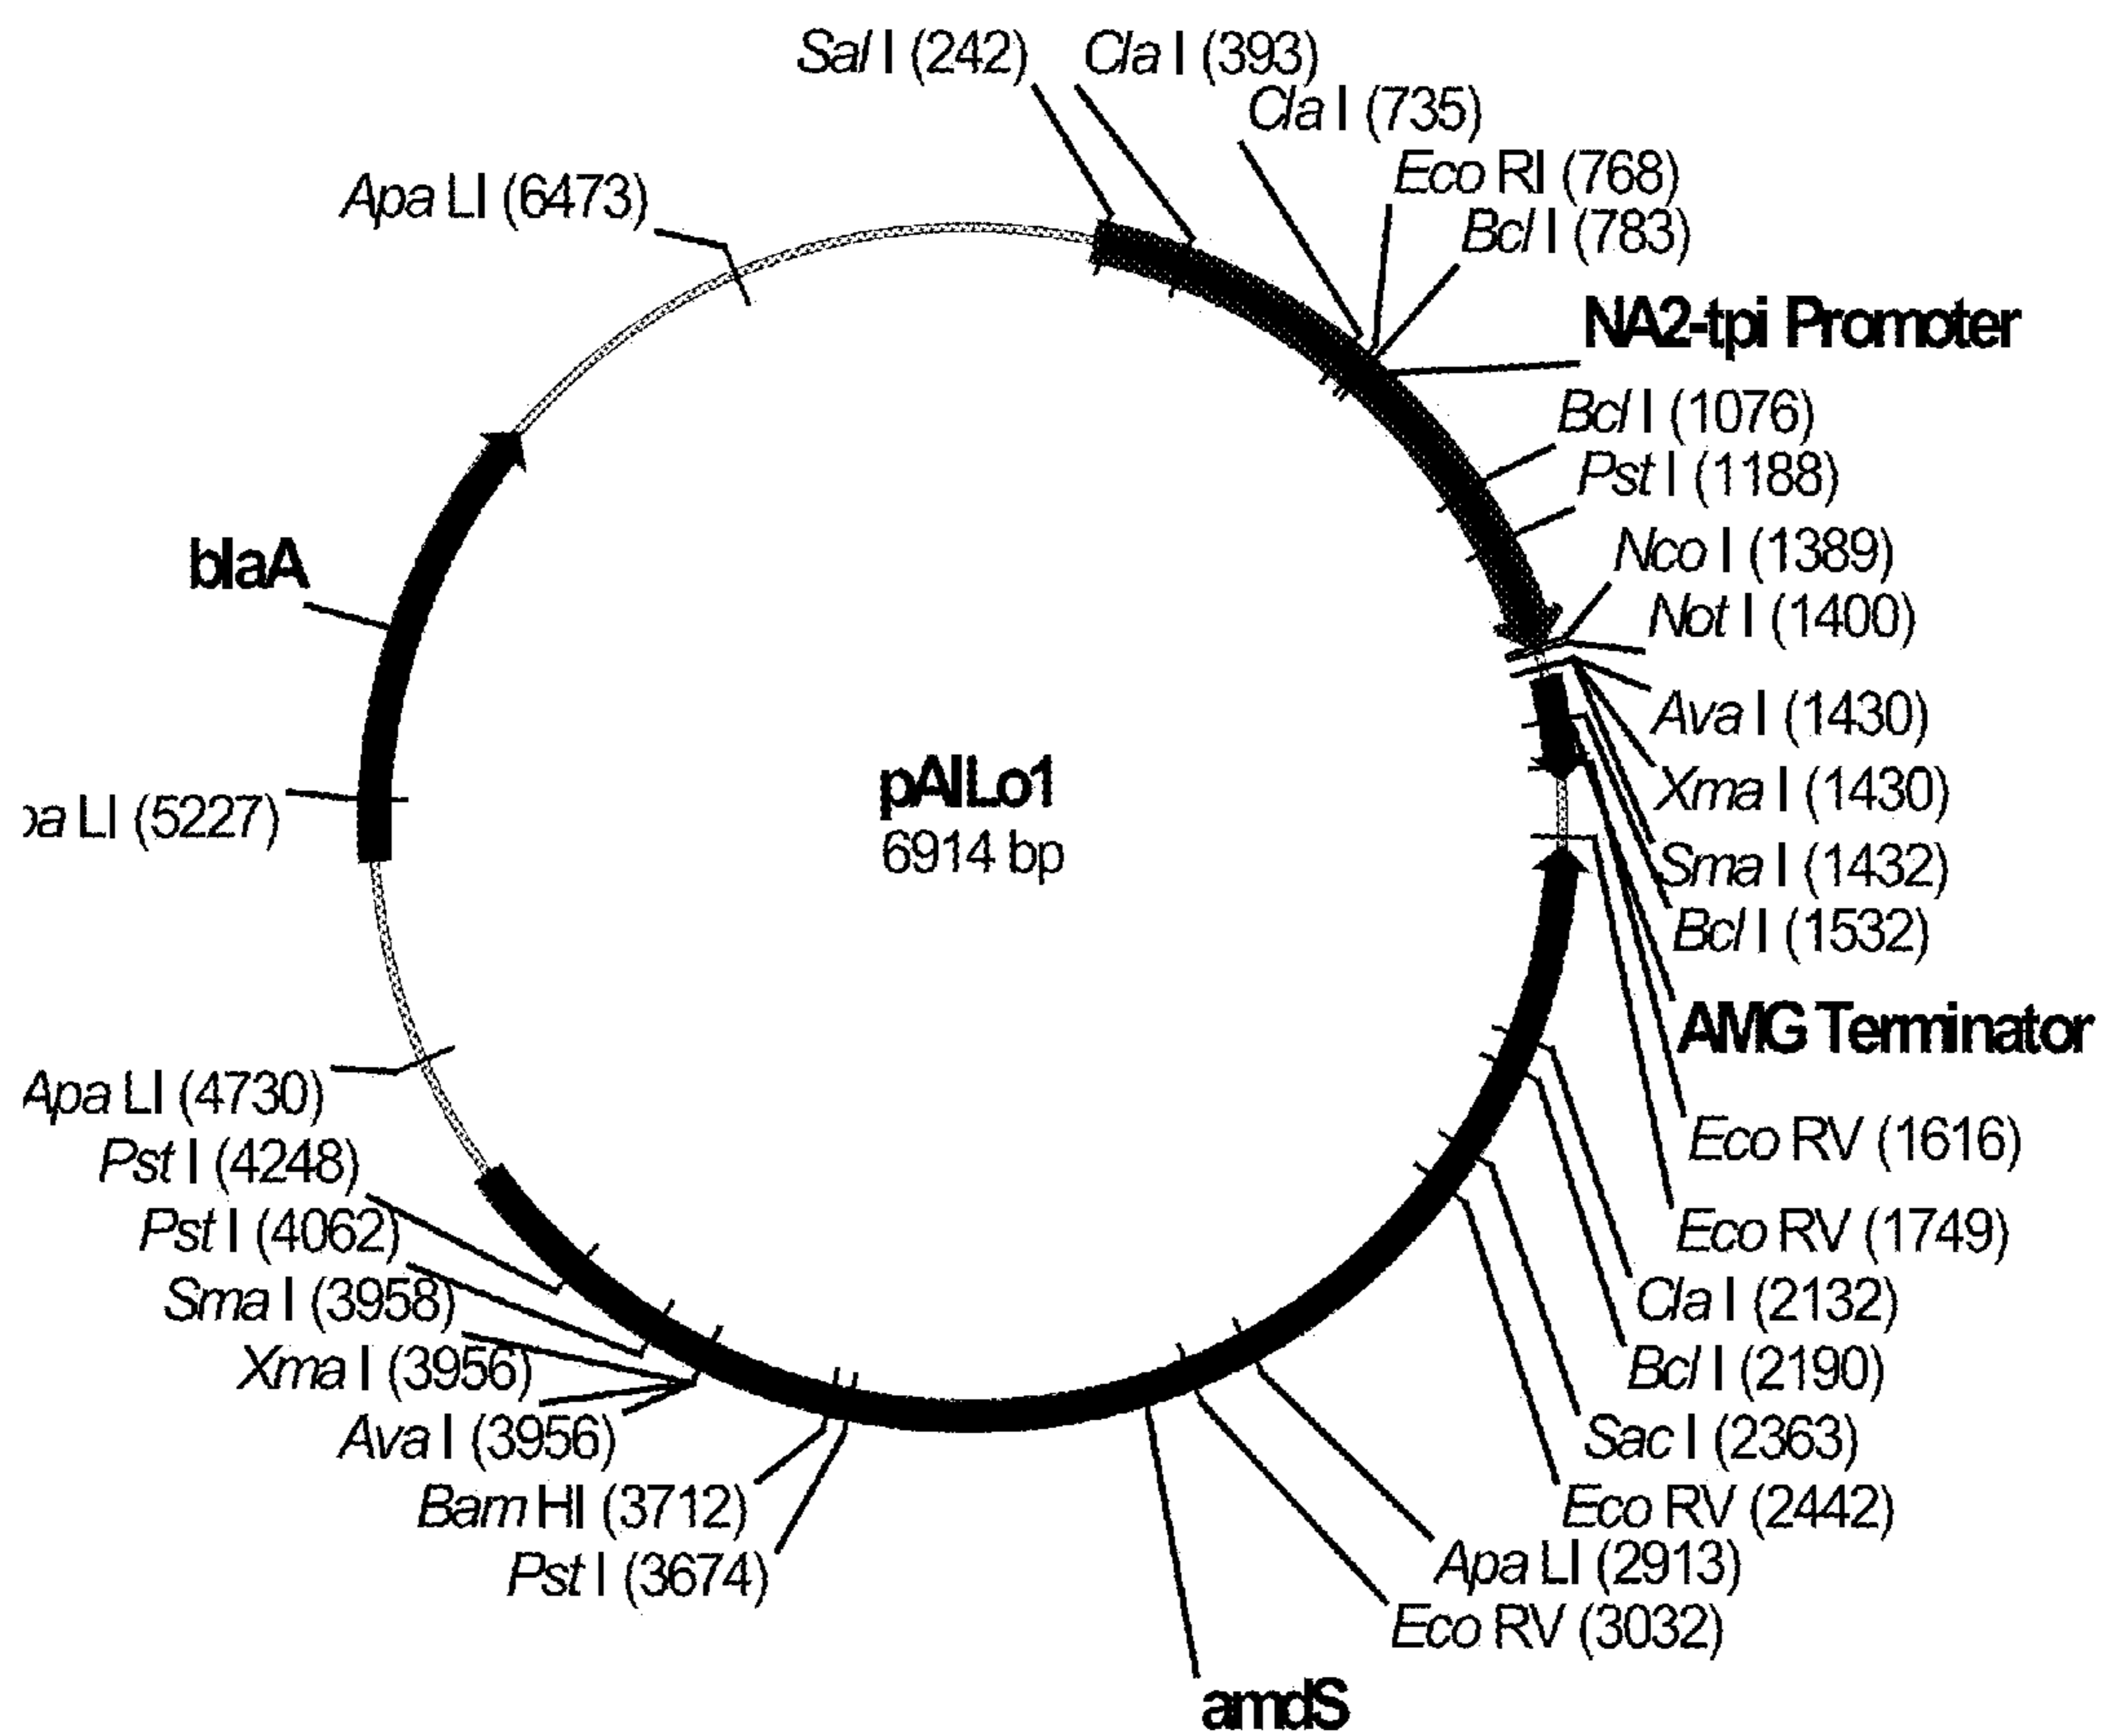 Sal I (242)
Cla I (393)
Cla I (735)
Eco RI (768)
Bcl I (783)
NA2-tpi Promoter
Bcl I (1076)
Pst I (1188)
Nco I (1389)
Not I (1400)
Ava I (1430)
Xma I (1430)
Sma I (1432)
Bcl I (1532)
AMG Terminator
Eco RV (1616)
Eco RV (1749)
Cla I (2132)
Bcl I (2190)
Sac I (2363)
Eco RV (2442)
Apa LI (2913)
Eco RV (3032)
amdS
Pst I (3674)
Bam HI (3712)
Ava I (3956)
Xma I (3956)
Sma I (3958)
Pst I (4062)
Pst I (4248)
Apa LI (4730)
pa LI (5227)
blaA
Apa LI (6473)
pAILo1
6914 bp